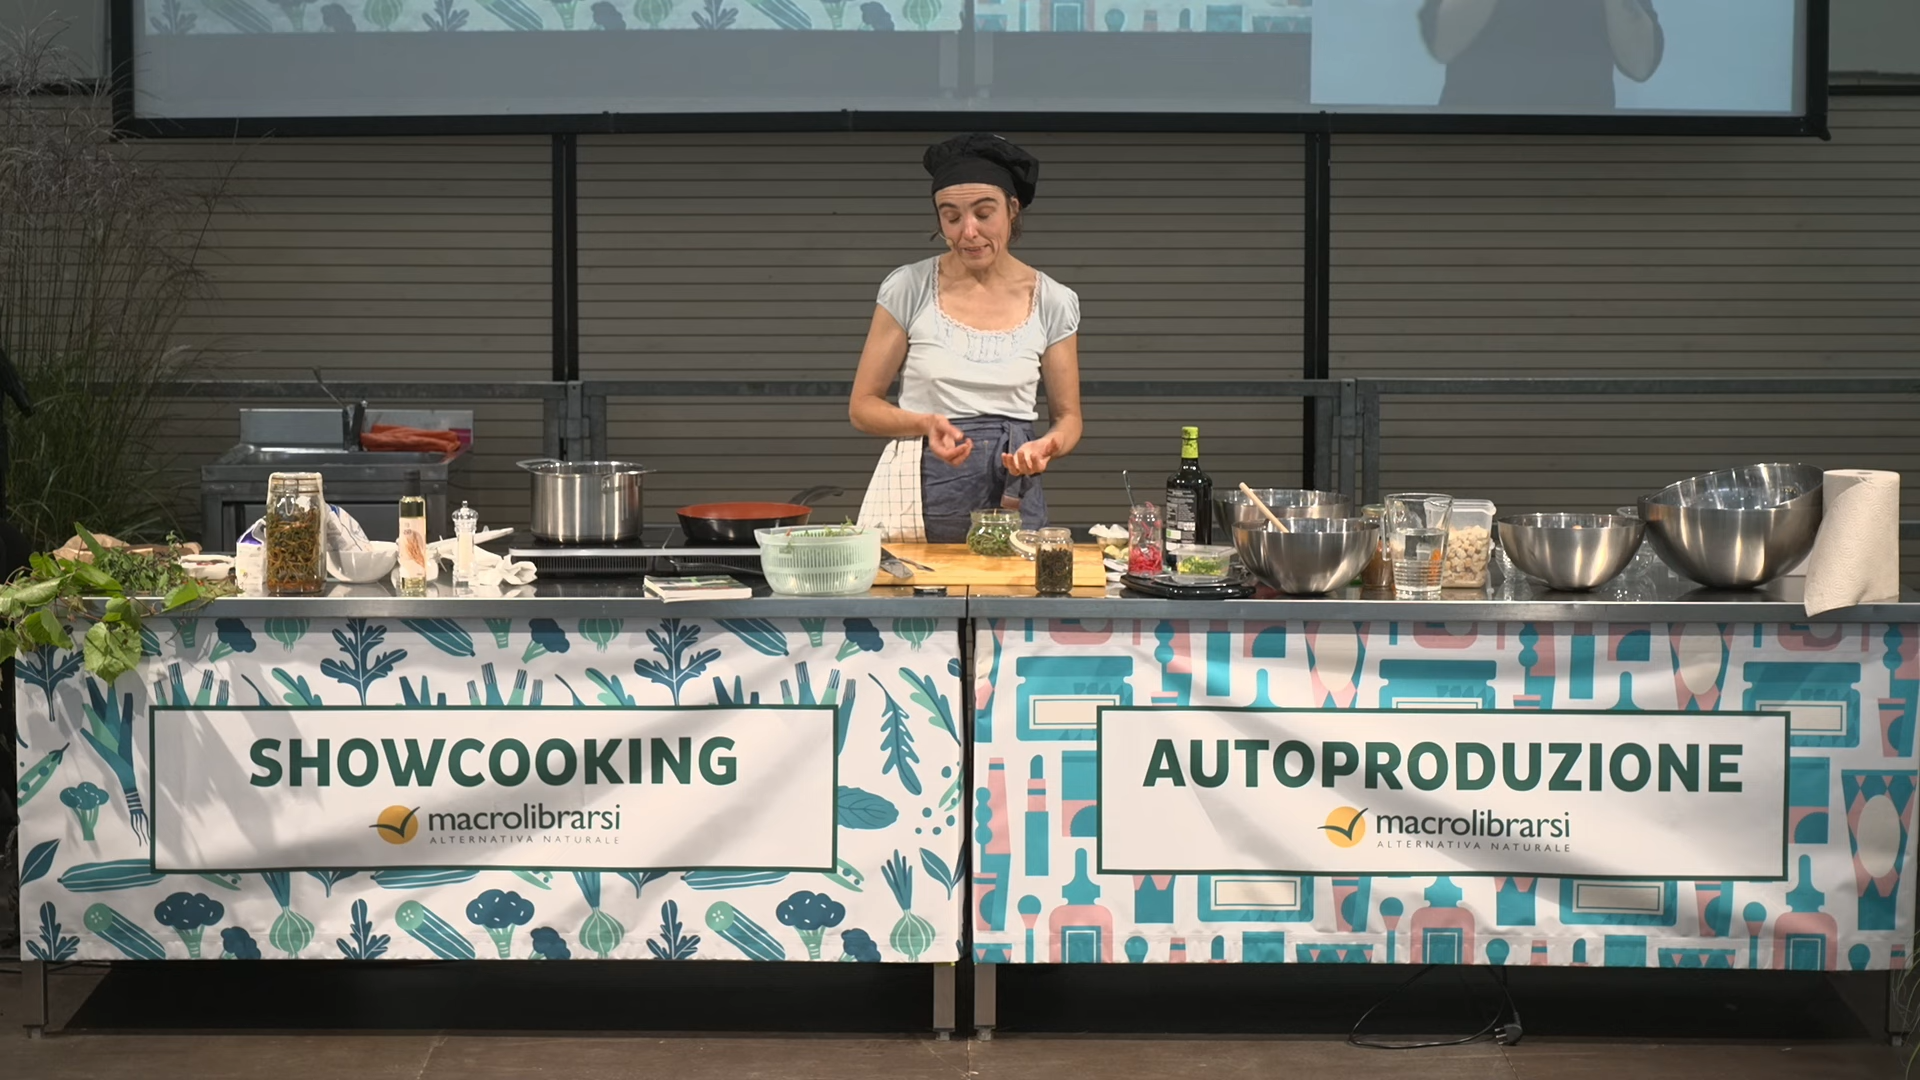 SHOWCOOKING
macrolibrarsi
ALTERNATIVA NATURALE
AUTOPRODUZIONE
macrolibrarsi
ALTERNATIVA NATURALE